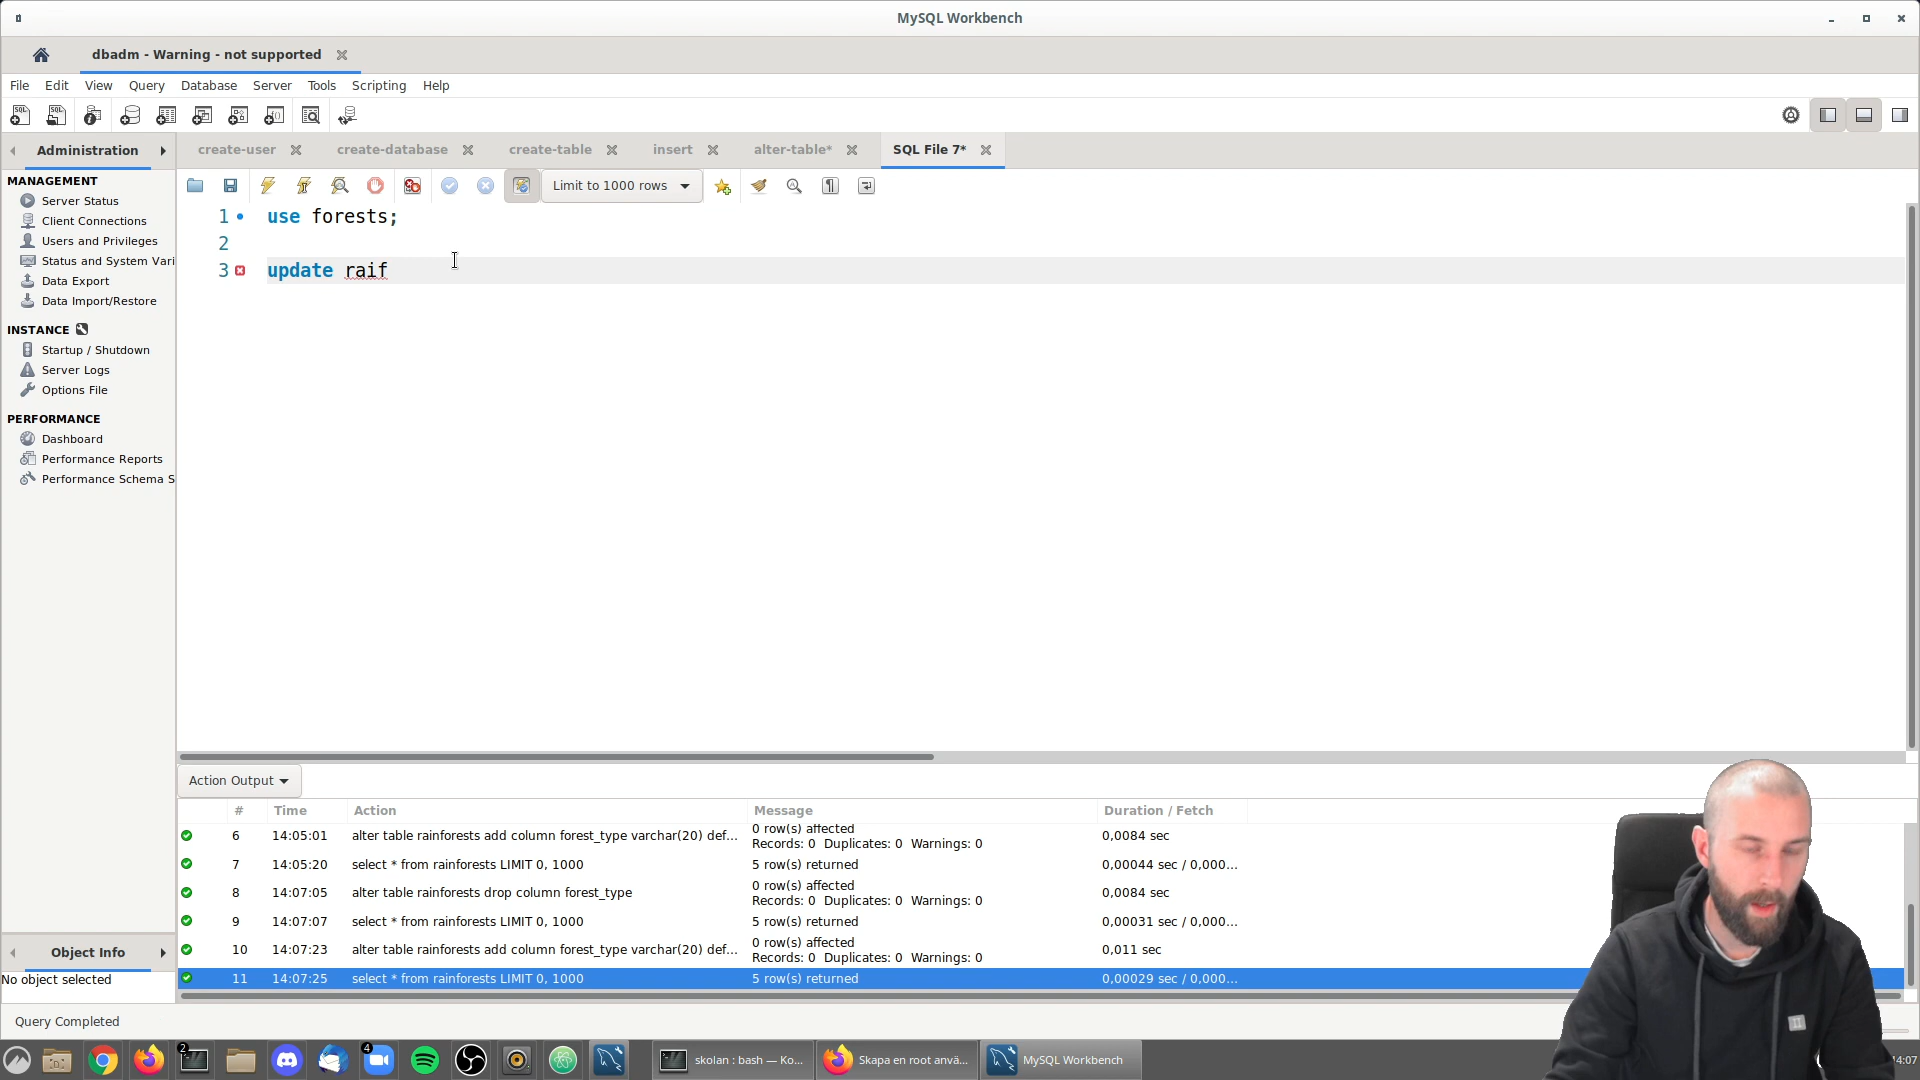 MySQL Workbench
dbadm - Warning - not supported
File Edit View Query Database Server Tools Scripting Help
Administration
create-user
create-database
create-table
insert
alter-table*
SQL File 7*
MANAGEMENT
Server Status
Client Connections
Users and Privileges
Status and System Vari
Data Export
Data Import/Restore
INSTANCE
Startup / Shutdown
Server Logs
Options File
PERFORMANCE
Dashboard
Performance Reports
Performance Schema S
Limit to 1000 rows
1 use forests;
2
3 update raif
Action Output
# Time Action Message Duration / Fetch
6 14:05:01 alter table rainforests add column forest_type varchar(20) def... 0 row(s) affected 0,0084 sec
Records: 0 Duplicates: 0 Warnings: 0
7 14:05:20 select * from rainforests LIMIT 0, 1000 5 row(s) returned 0,00044 sec / 0,000...
8 14:07:05 alter table rainforests drop column forest_type 0 row(s) affected 0,0084 sec
Records: 0 Duplicates: 0 Warnings: 0
9 14:07:07 select * from rainforests LIMIT 0, 1000 5 row(s) returned 0,00031 sec / 0,000...
10 14:07:23 alter table rainforests add column forest_type varchar(20) def... 0 row(s) affected 0,011 sec
Records: 0 Duplicates: 0 Warnings: 0
11 14:07:25 select * from rainforests LIMIT 0, 1000 5 row(s) returned 0,00029 sec / 0,000...
Object Info
No object selected
Query Completed
2
4
skolan : bash — Ko...
Skapa en root anvä...
MySQL Workbench
4:07